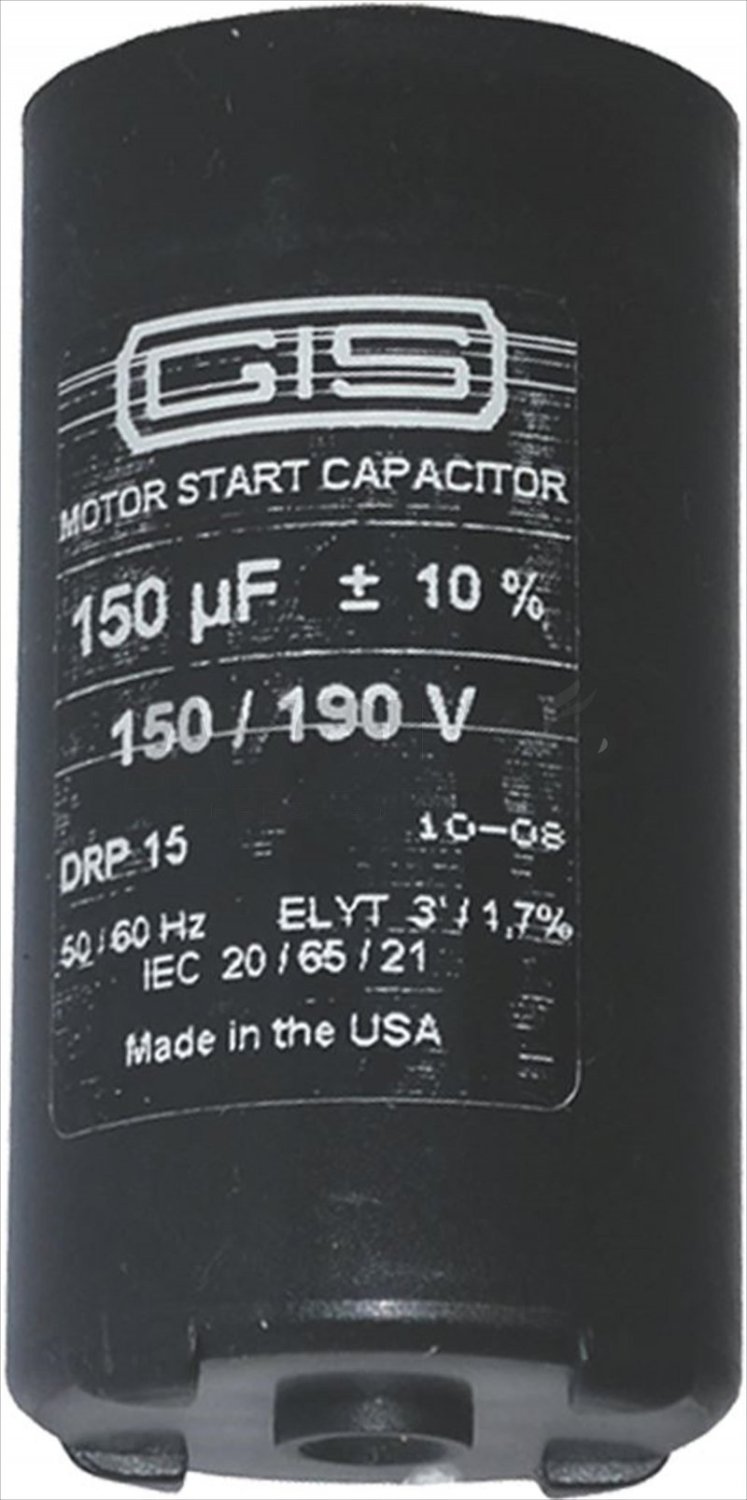 GIS
MOTOR START CAPACITOR
150 µF ± 10 %
150 / 190 V
DRP 15 10-08
50 / 60 Hz ELYT 3' / 1,7%
IEC 20 / 65 / 21
Made in the USA